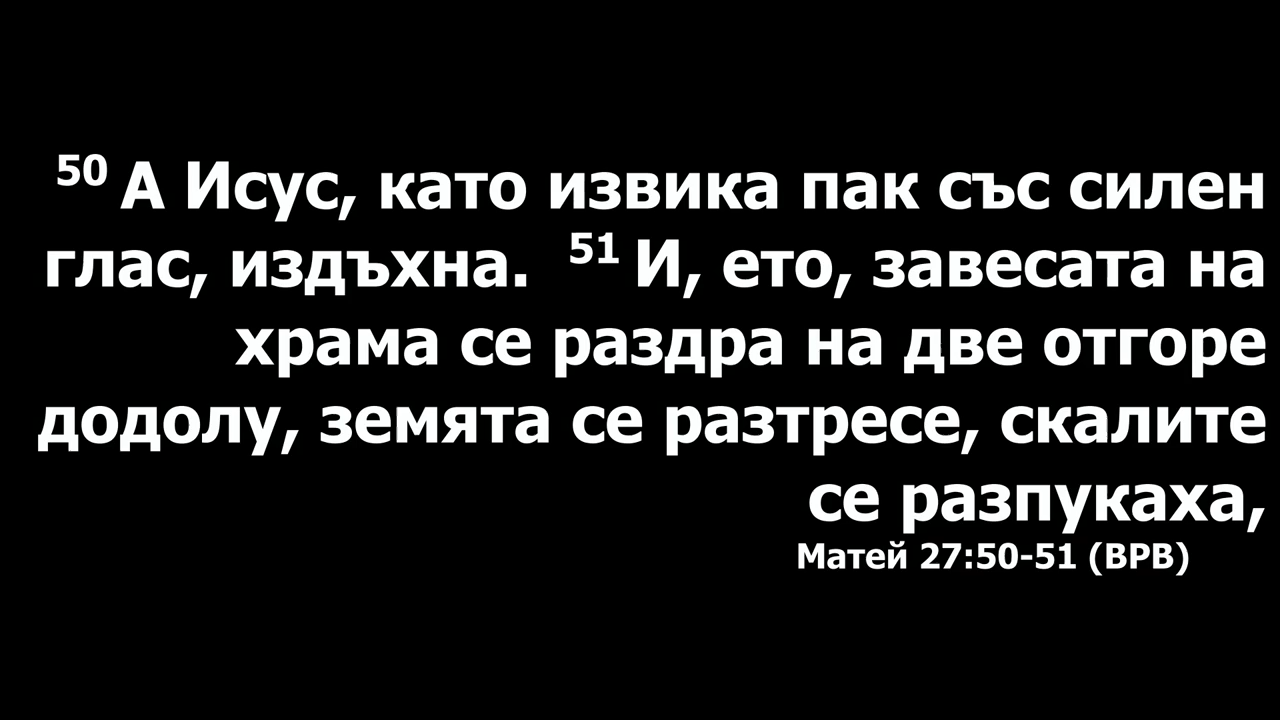 50 А Исус, като извика пак със силен
глас, издъхна. 51 И, ето, завесата на
храма се раздра на две отгоре
додолу, земята се разтресе, скалите
се разпукаха,
Матей 27:50-51 (ВРВ)